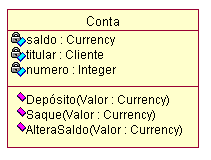 Conta
saldo : Currency
titular : Cliente
numero : Integer
Depósito(Valor : Currency)
Saque(Valor : Currency)
AlteraSaldo(Valor : Currency)